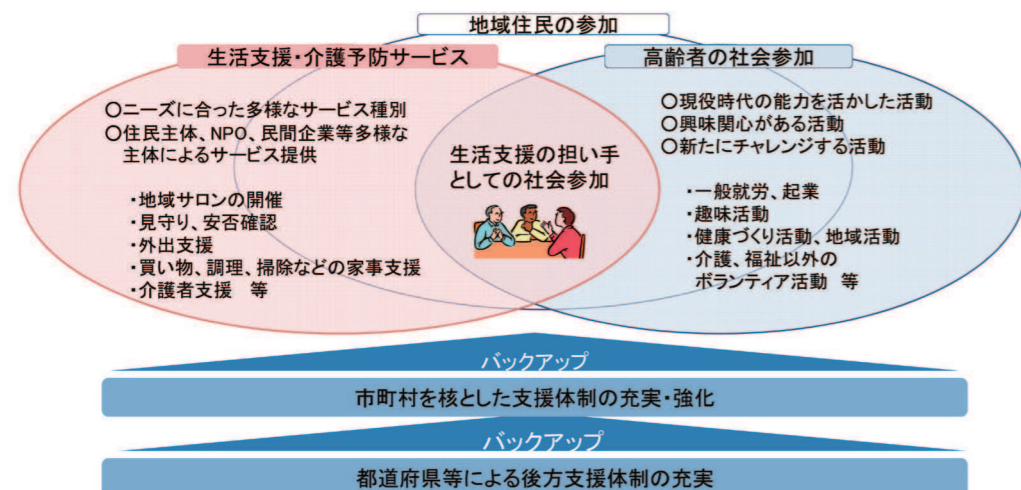 地域住民の参加
生活支援・介護予防サービス
高齢者の社会参加
○ニーズに合った多様なサービス種別
○住民主体、NPO、民間企業等多様な
主体によるサービス提供
・地域サロンの開催
・見守り、安否確認
・外出支援
・買い物、調理、掃除などの家事支援
・介護者支援　等
生活支援の担い手
としての社会参加
○現役時代の能力を活かした活動
○興味関心がある活動
○新たにチャレンジする活動
・一般就労、起業
・趣味活動
・健康づくり活動、地域活動
・介護、福祉以外の
ボランティア活動　等
バックアップ
市町村を核とした支援体制の充実・強化
バックアップ
都道府県等による後方支援体制の充実